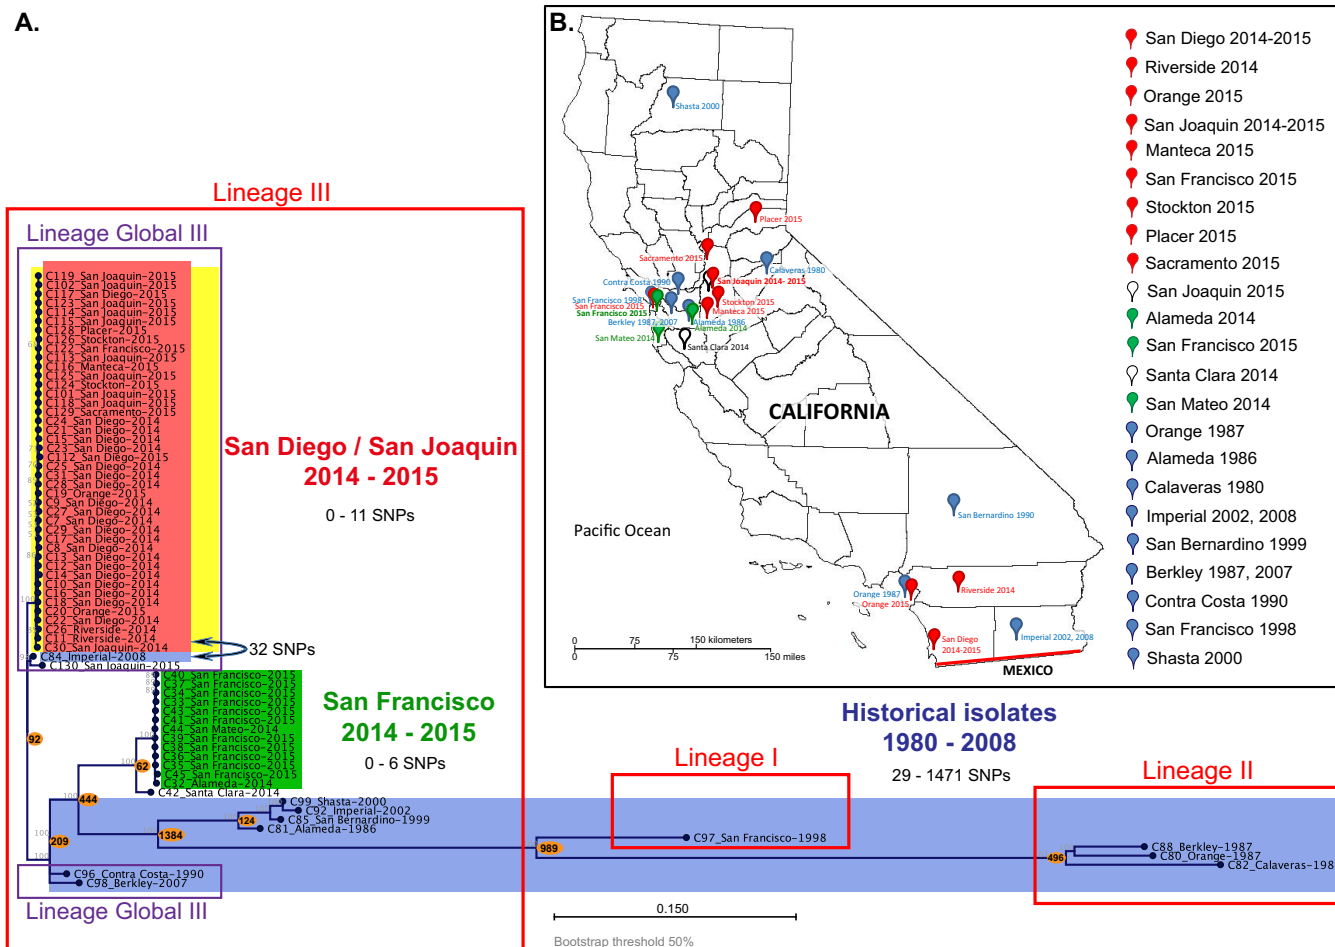 A.
Lineage III
Lineage Global III
C119_San Joaquin-2015
C102_San Joaquin-2015
C117_San Diego-2015
C123_San Joaquin-2015
C114_San Joaquin-2015
C115_San Joaquin-2015
C128_Placer-2015
C126_Stockton-2015
C122_San Francisco-2015
C113_San Joaquin-2015
C116_Manteca-2015
C125_San Joaquin-2015
C124_Stockton-2015
C101_San Joaquin-2015
C118_San Joaquin-2015
C129_Sacramento-2015
C24_San Diego-2014
C21_San Diego-2014
C15_San Diego-2014
C23_San Diego-2014
C112_San Diego-2015
C25_San Diego-2014
C31_San Diego-2014
C28_San Diego-2014
C19_Orange-2015
C9_San Diego-2014
C27_San Diego-2014
C7_San Diego-2014
C29_San Diego-2014
C17_San Diego-2014
C8_San Diego-2014
C13_San Diego-2014
C12_San Diego-2014
C14_San Diego-2014
C10_San Diego-2014
C16_San Diego-2014
C18_San Diego-2014
C20_Orange-2015
C22_San Diego-2014
C26_Riverside-2014
C11_Riverside-2014
C30_San Joaquin-2014
C84_Imperial-2008
C130_San Joaquin-2015
San Diego / San Joaquin
2014 - 2015
0 - 11 SNPs
32 SNPs
C40_San Francisco-2015
C37_San Francisco-2015
C34_San Francisco-2015
C33_San Francisco-2015
C43_San Francisco-2015
C41_San Francisco-2015
C44_San Mateo-2014
C39_San Francisco-2015
C38_San Francisco-2015
C36_San Francisco-2015
C35_San Francisco-2015
C45_San Francisco-2015
C32_Alameda-2014
C42_Santa Clara-2014
San Francisco
2014 - 2015
0 - 6 SNPs
92
62
444
209
1384
124
989
496
C99_Shasta-2000
C92_Imperial-2002
C85_San Bernardino-1999
C81_Alameda-1986
C97_San Francisco-1998
C88_Berkley-1987
C80_Orange-1987
C82_Calaveras-198
C96_Contra Costa-1990
C98_Berkley-2007
Lineage Global III
Historical isolates
1980 - 2008
29 - 1471 SNPs
Lineage I
Lineage II
0.150
Bootstrap threshold 50%
B.
Shasta 2000
Placer 2015
Sacramento 2015
Calaveras 1980
Contra Costa 1990
San Joaquin 2014- 2015
San Francisco 1998
San Francisco 2015
Stockton 2015
San Francisco 2015
Manteca 2015
Berkley 1987, 2007
Alameda 1986
Alameda 2014
San Mateo 2014
Santa Clara 2014
CALIFORNIA
Pacific Ocean
San Bernardino 1990
Orange 1987
Orange 2015
Riverside 2014
San Diego
2014-2015
Imperial 2002, 2008
MEXICO
0 75 150 kilometers
0 75 150 miles
San Diego 2014-2015
Riverside 2014
Orange 2015
San Joaquin 2014-2015
Manteca 2015
San Francisco 2015
Stockton 2015
Placer 2015
Sacramento 2015
San Joaquin 2015
Alameda 2014
San Francisco 2015
Santa Clara 2014
San Mateo 2014
Orange 1987
Alameda 1986
Calaveras 1980
Imperial 2002, 2008
San Bernardino 1999
Berkley 1987, 2007
Contra Costa 1990
San Francisco 1998
Shasta 2000